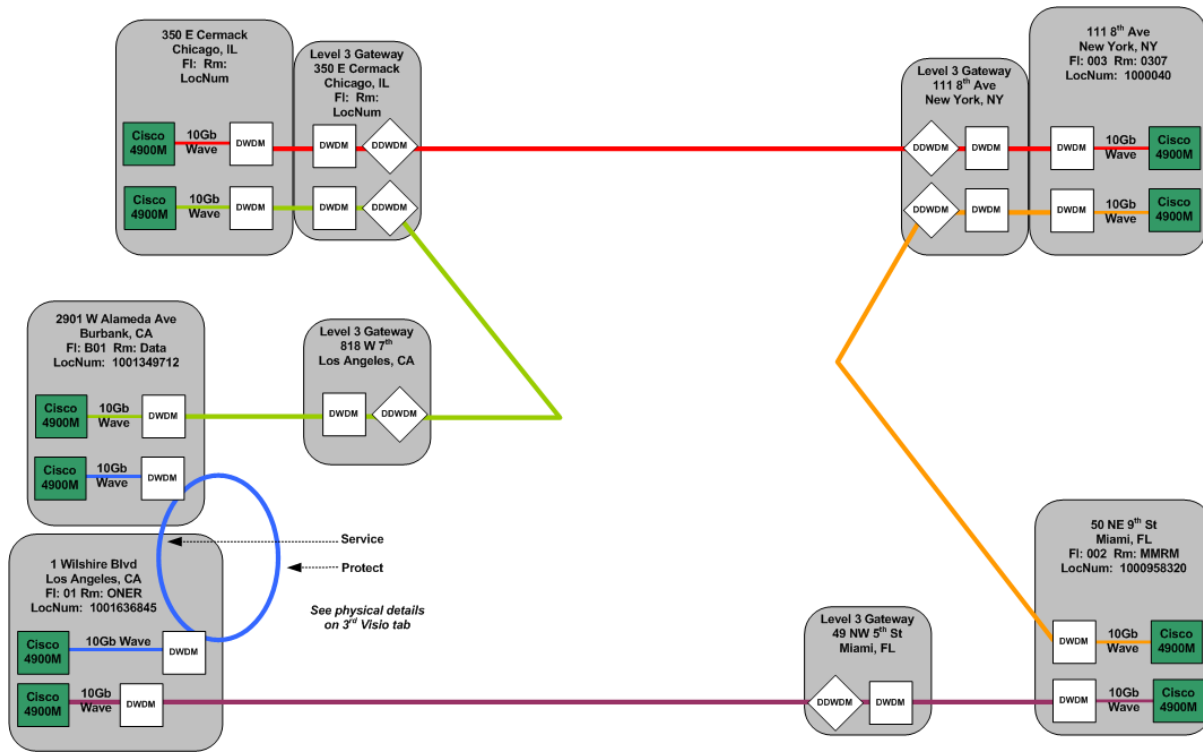 350 E Cermack
Chicago, IL
Fl: Rm:
LocNum
Cisco
4900M
10Gb
Wave
DWDM
Cisco
4900M
10Gb
Wave
DWDM
Level 3 Gateway
350 E Cermack
Chicago, IL
Fl: Rm:
LocNum
DWDM
DDWDM
DWDM
DDWDM
Level 3 Gateway
111 8th Ave
New York, NY
DDWDM
DWDM
DDWDM
DWDM
111 8th Ave
New York, NY
Fl: 003 Rm: 0307
LocNum: 1000040
DWDM
10Gb
Wave
Cisco
4900M
DWDM
10Gb
Wave
Cisco
4900M
2901 W Alameda Ave
Burbank, CA
Fl: B01 Rm: Data
LocNum: 1001349712
Cisco
4900M
10Gb
Wave
DWDM
Cisco
4900M
10Gb
Wave
DWDM
Level 3 Gateway
818 W 7th
Los Angeles, CA
DWDM
DDWDM
Service
Protect
See physical details
on 3rd Visio tab
1 Wilshire Blvd
Los Angeles, CA
Fl: 01 Rm: ONER
LocNum: 1001636845
Cisco
4900M
10Gb Wave
DWDM
Cisco
4900M
10Gb
Wave
DWDM
Level 3 Gateway
49 NW 5th St
Miami, FL
DDWDM
DWDM
50 NE 9th St
Miami, FL
Fl: 002 Rm: MMRM
LocNum: 1000958320
DWDM
10Gb
Wave
Cisco
4900M
DWDM
10Gb
Wave
Cisco
4900M